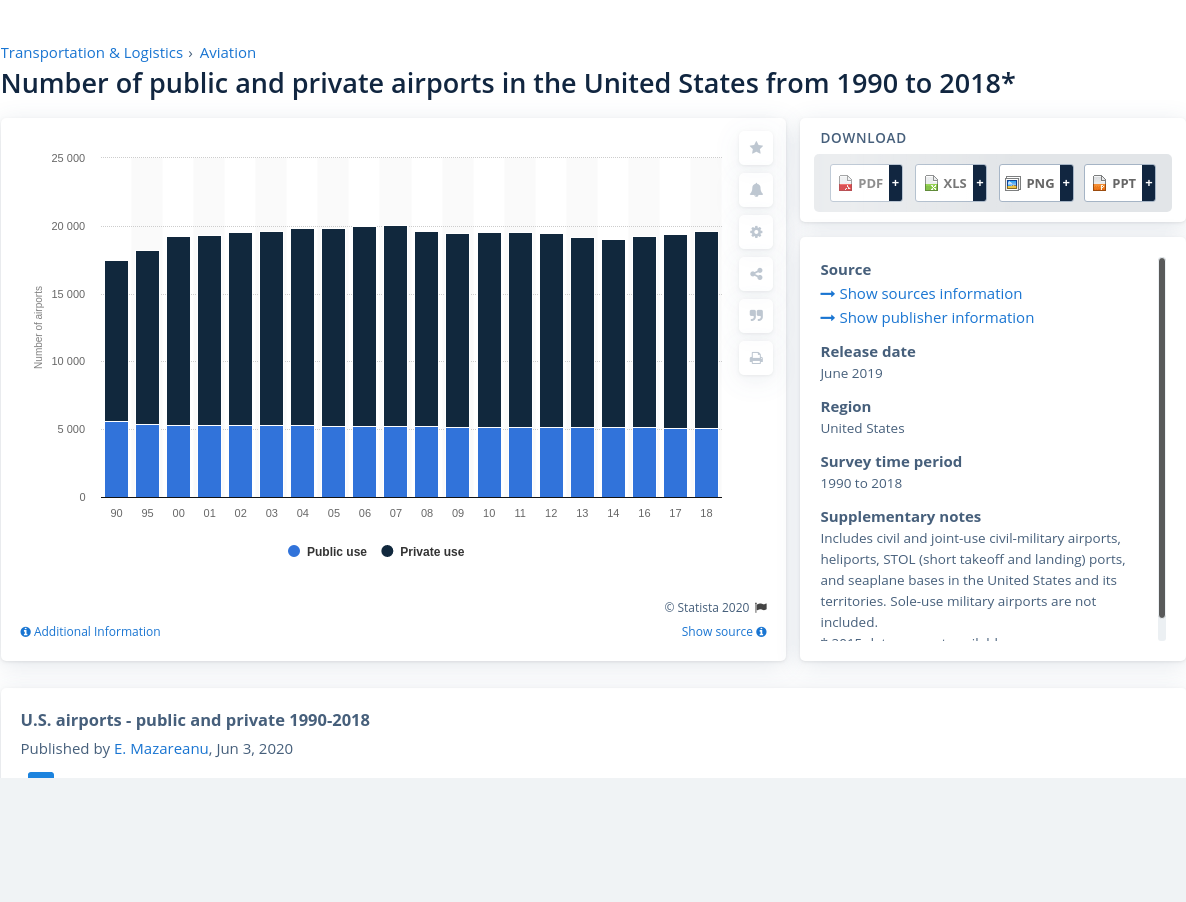 Transportation & Logistics › Aviation
Number of public and private airports in the United States from 1990 to 2018*
25 000
20 000
15 000
10 000
5 000
0
Number of airports
90 95 00 01 02 03 04 05 06 07 08 09 10 11 12 13 14 16 17 18
Public use Private use
© Statista 2020
Additional Information
Show source
DOWNLOAD
PDF + XLS + PNG + PPT +
Source
Show sources information
Show publisher information
Release date
June 2019
Region
United States
Survey time period
1990 to 2018
Supplementary notes
Includes civil and joint-use civil-military airports,
heliports, STOL (short takeoff and landing) ports,
and seaplane bases in the United States and its
territories. Sole-use military airports are not
included.
U.S. airports - public and private 1990-2018
Published by E. Mazareanu, Jun 3, 2020